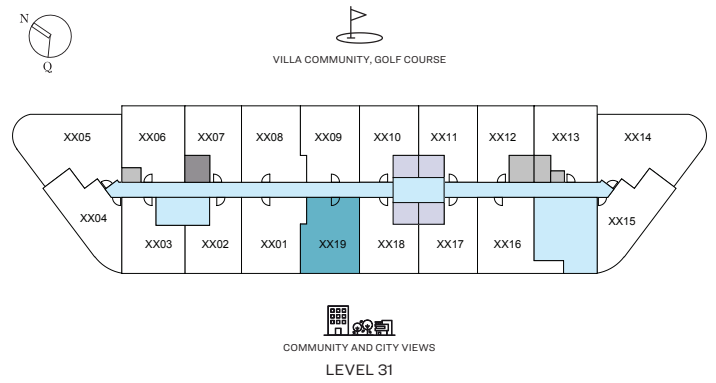 N
Q
VILLA COMMUNITY, GOLF COURSE
XX05
XX06
XX07
XX08
XX09
XX10
XX11
XX12
XX13
XX14
XX04
XX03
XX02
XX01
XX19
XX18
XX17
XX16
XX15
COMMUNITY AND CITY VIEWS
LEVEL 31